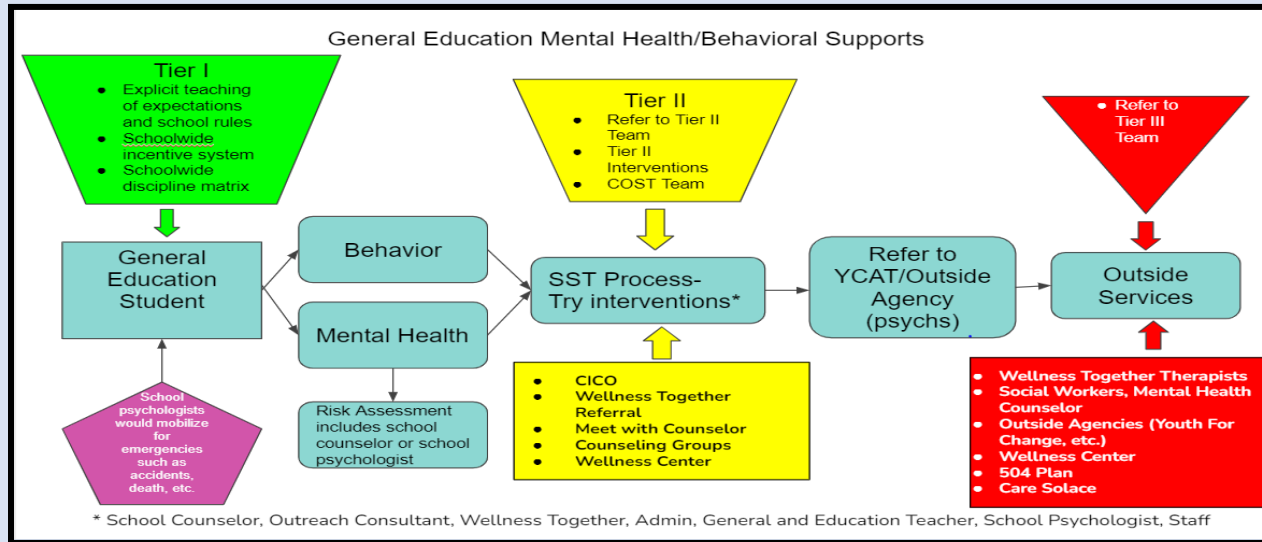 General Education Mental Health/Behavioral Supports
Tier I
● Explicit teaching
of expectations
and school rules
● Schoolwide
incentive system
● Schoolwide
discipline matrix
Tier II
● Refer to Tier II
Team
● Tier II
Interventions
● COST Team
● Refer to
Tier III
Team
General
Education
Student
Behavior
Mental Health
Risk Assessment
includes school
counselor or school
psychologist
SST Process-
Try interventions*
Refer to
YCAT/Outside
Agency
(psychs)
Outside
Services
School
psychologists
would mobilize
for
emergencies
such as
accidents,
death, etc.
● CICO
● Wellness Together
Referral
● Meet with Counselor
● Counseling Groups
● Wellness Center
● Wellness Together Therapists
● Social Workers, Mental Health
Counselor
● Outside Agencies (Youth For
Change, etc.)
● Wellness Center
● 504 Plan
● Care Solace
* School Counselor, Outreach Consultant, Wellness Together, Admin, General and Education Teacher, School Psychologist, Staff